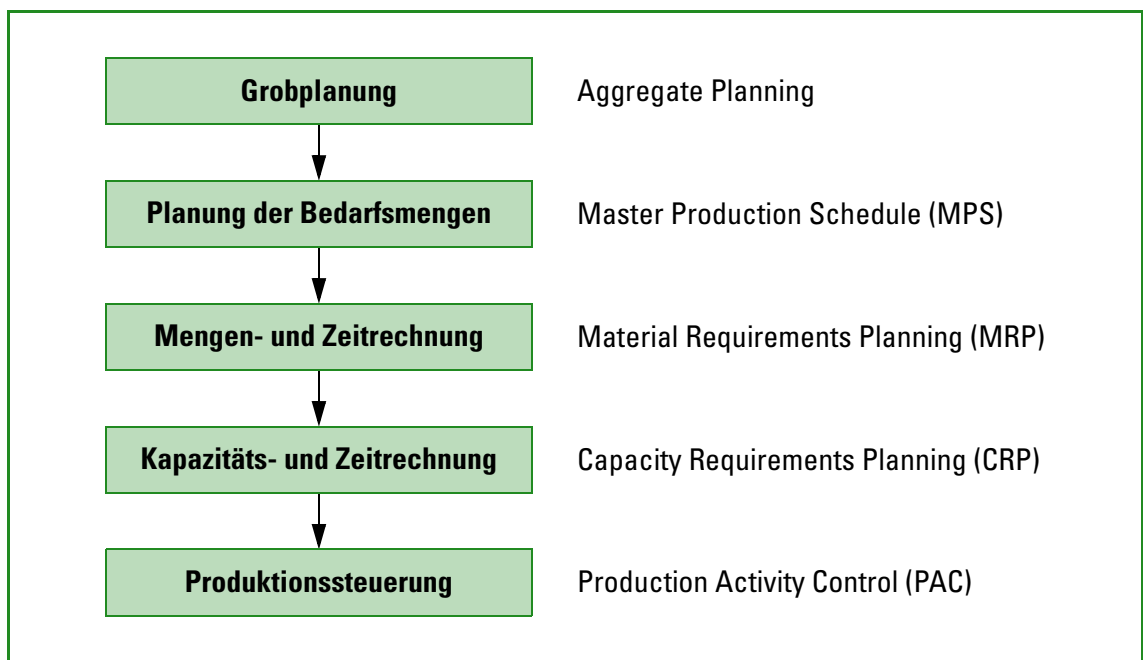 Grobplanung Aggregate Planning
Planung der Bedarfsmengen Master Production Schedule (MPS)
Mengen- und Zeitrechnung Material Requirements Planning (MRP)
Kapazitäts- und Zeitrechnung Capacity Requirements Planning (CRP)
Produktionssteuerung Production Activity Control (PAC)